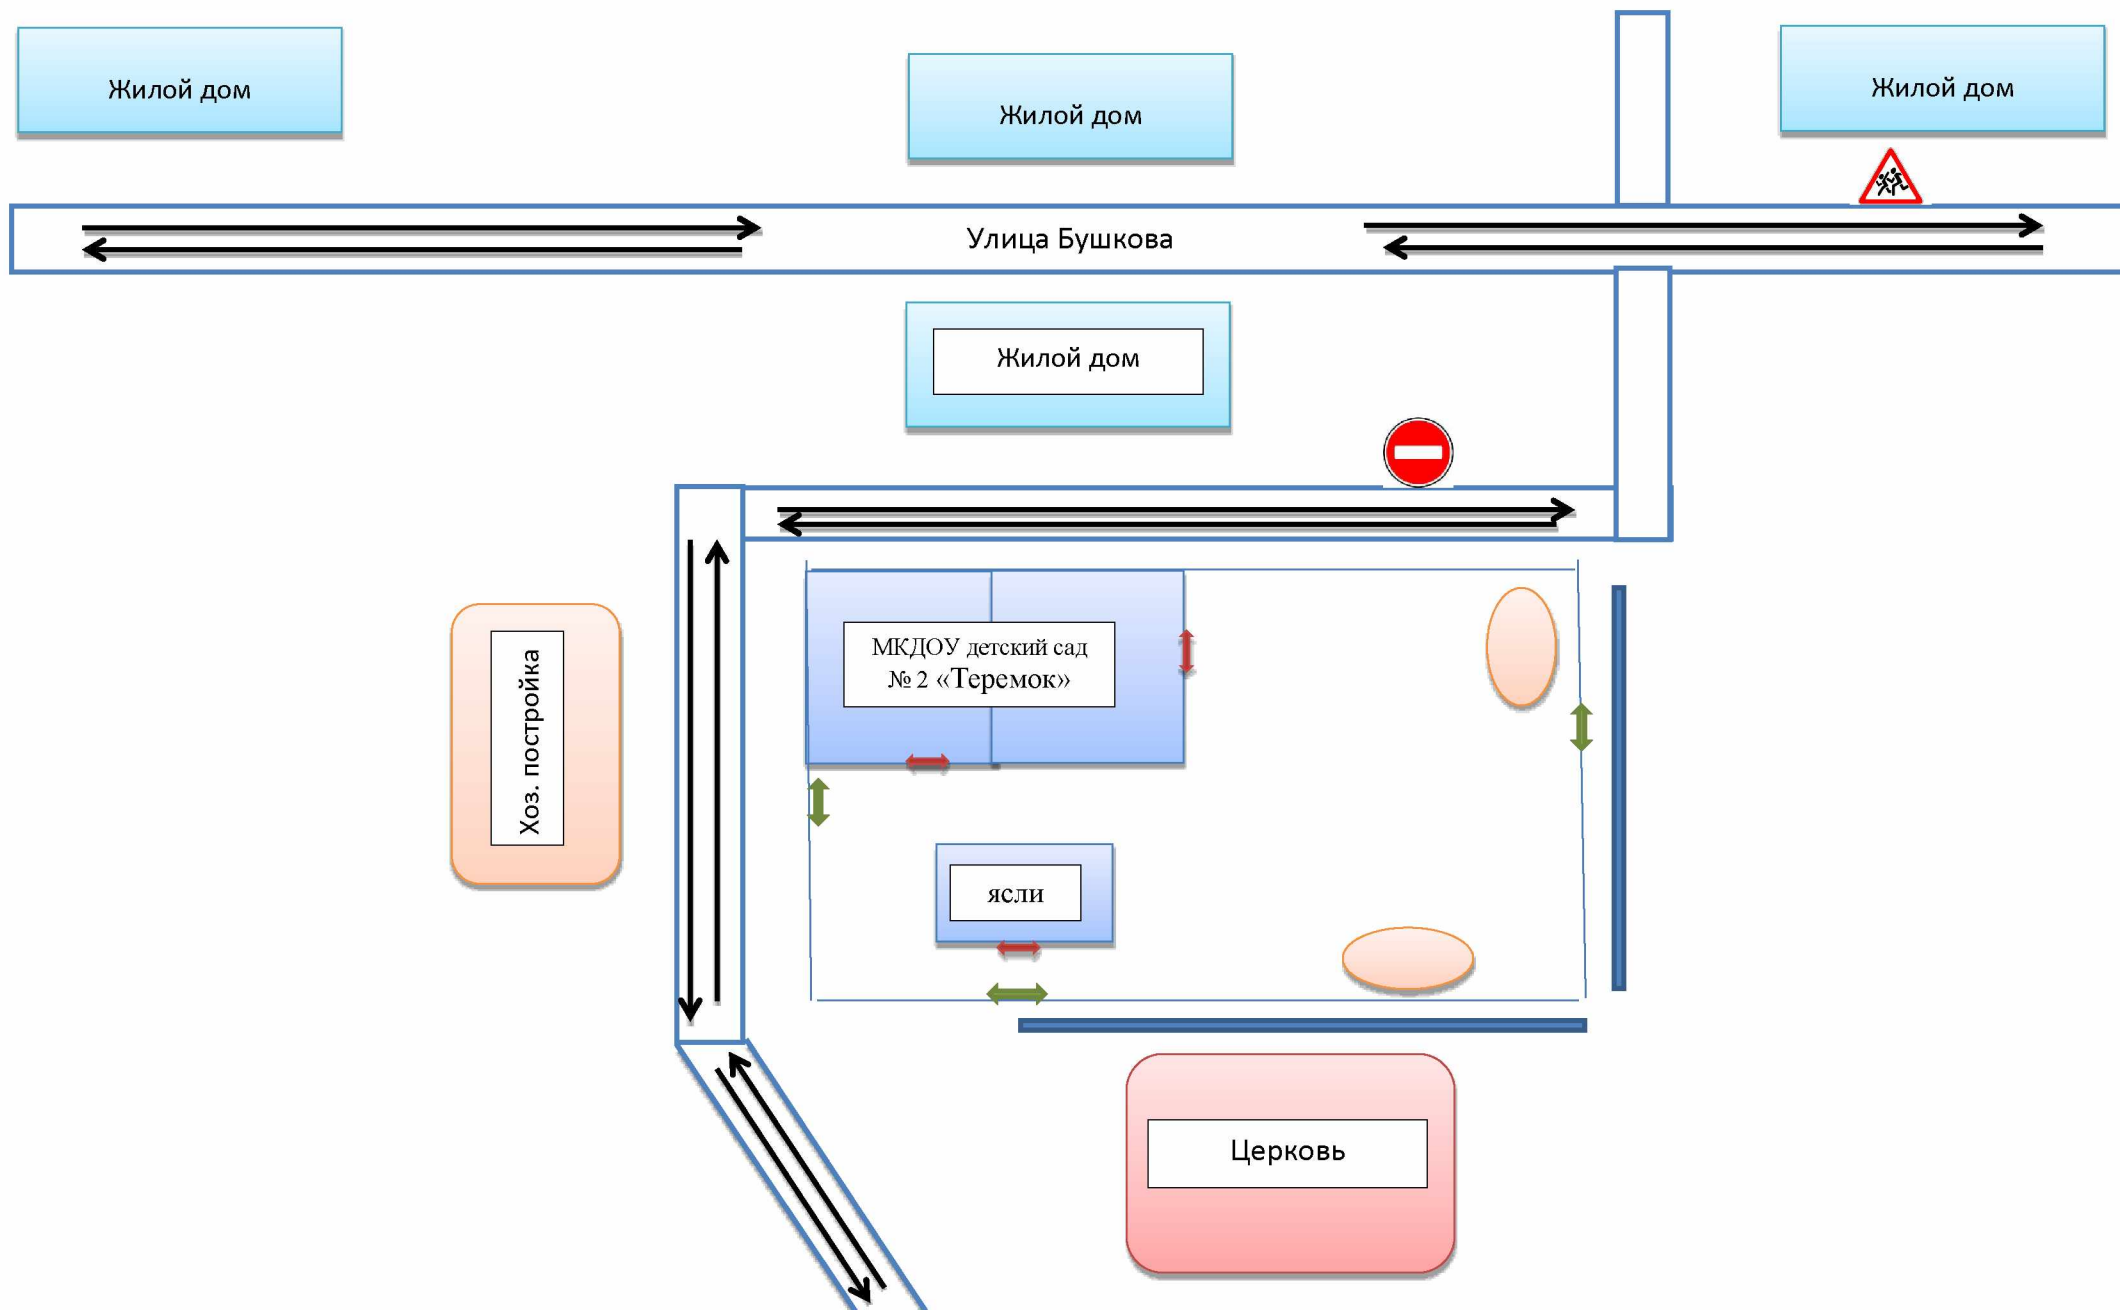 Жилой дом
Жилой дом
Жилой дом
Улица Бушкова
Жилой дом
МКДОУ детский сад
№ 2 «Теремок»
Хоз. постройка
ясли
Церковь